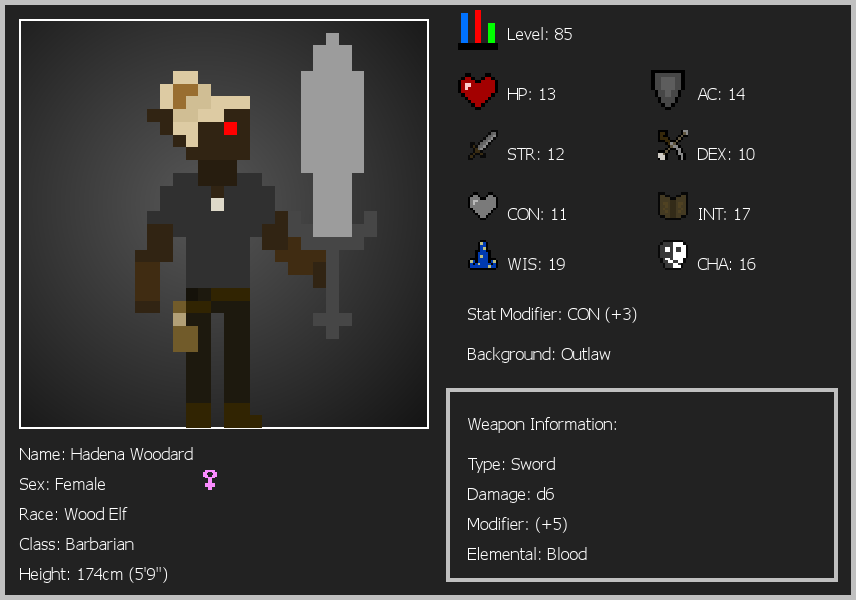 Level: 85
HP: 13
AC: 14
STR: 12
DEX: 10
CON: 11
INT: 17
WIS: 19
CHA: 16
Stat Modifier: CON (+3)
Background: Outlaw
Weapon Information:
Type: Sword
Damage: d6
Modifier: (+5)
Elemental: Blood
Name: Hadena Woodard
Sex: Female
Race: Wood Elf
Class: Barbarian
Height: 174cm (5'9")